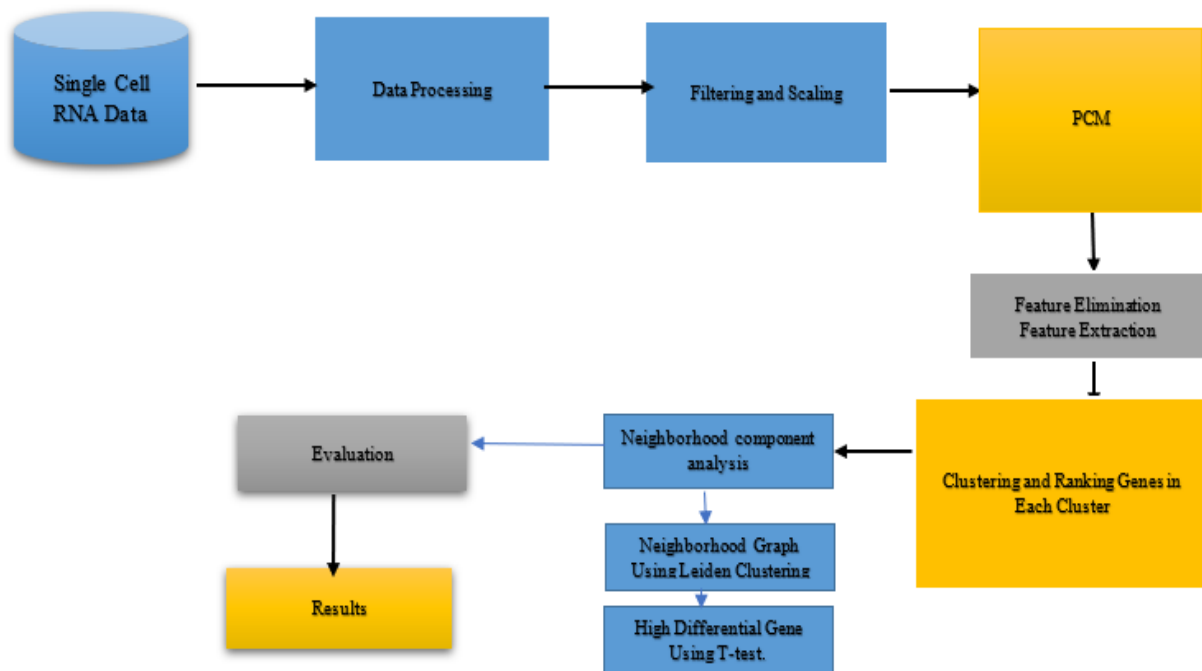 Single Cell
RNA Data
Data Processing
Filtering and Scaling
PCM
Feature Elimination
Feature Extraction
Clustering and Ranking Genes in
Each Cluster
Neighborhood component
analysis
Neighborhood Graph
Using Leiden Clustering
High Differential Gene
Using T-test.
Evaluation
Results